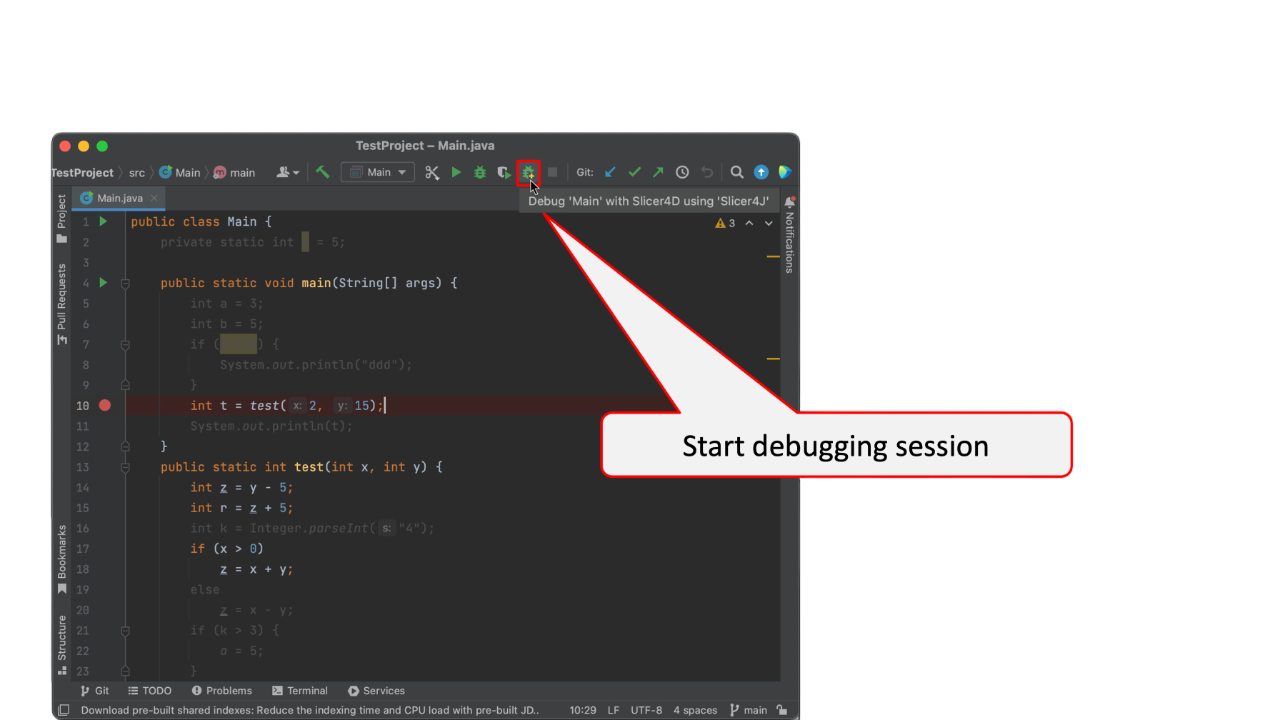 TestProject – Main.java
TestProject 〉 src 〉 Main 〉 main
Main
Git:
Main.java
Debug 'Main' with Slicer4D using 'Slicer4J'
3
Project
Pull Requests
Bookmarks
Structure
Notifications
1 public class Main {
2 private static int = 5;
3
4 public static void main(String[] args) {
5 int a = 3;
6 int b = 5;
7 if ( ) {
8 System.out.println("ddd");
9 }
10 int t = test( x: 2, y: 15);
11 System.out.println(t);
12 }
13 public static int test(int x, int y) {
14 int z = y - 5;
15 int r = z + 5;
16 int k = Integer.parseInt( s: "4");
17 if (x > 0)
18 z = x + y;
19 else
20 z = x - y;
21 if (k > 3) {
22 o = 5;
23 }
Start debugging session
Git TODO Problems Terminal Services
Download pre-built shared indexes: Reduce the indexing time and CPU load with pre-built JD.. 10:29 LF UTF-8 4 spaces main